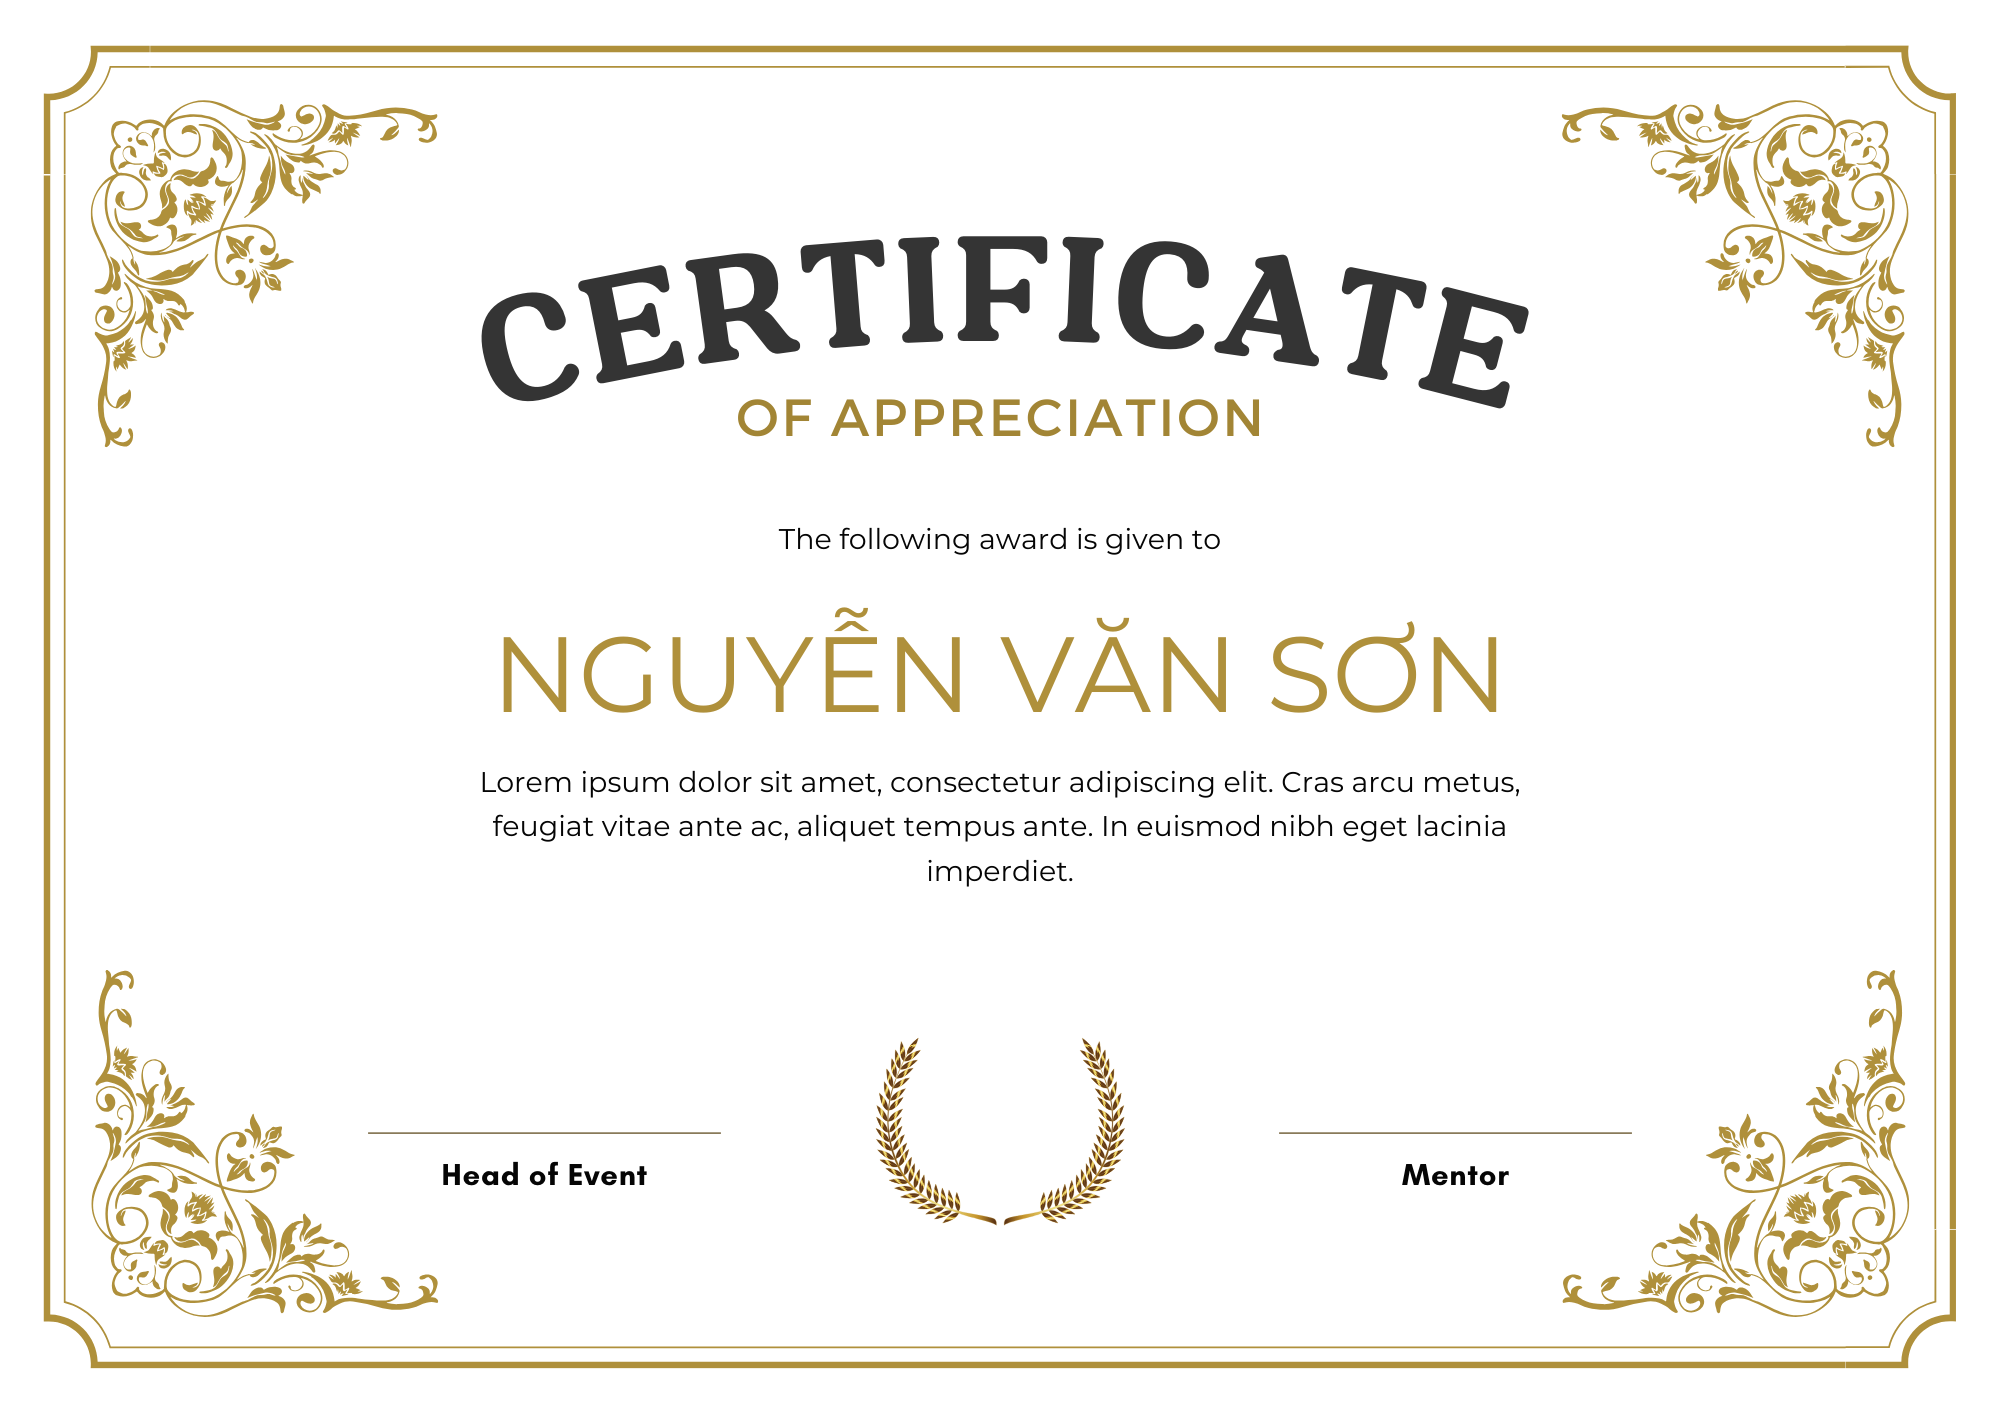 CERTIFICATE
OF APPRECIATION
The following award is given to
NGUYỄN VĂN SƠN
Lorem ipsum dolor sit amet, consectetur adipiscing elit. Cras arcu metus,
feugiat vitae ante ac, aliquet tempus ante. In euismod nibh eget lacinia
imperdiet.
Head of Event
Mentor